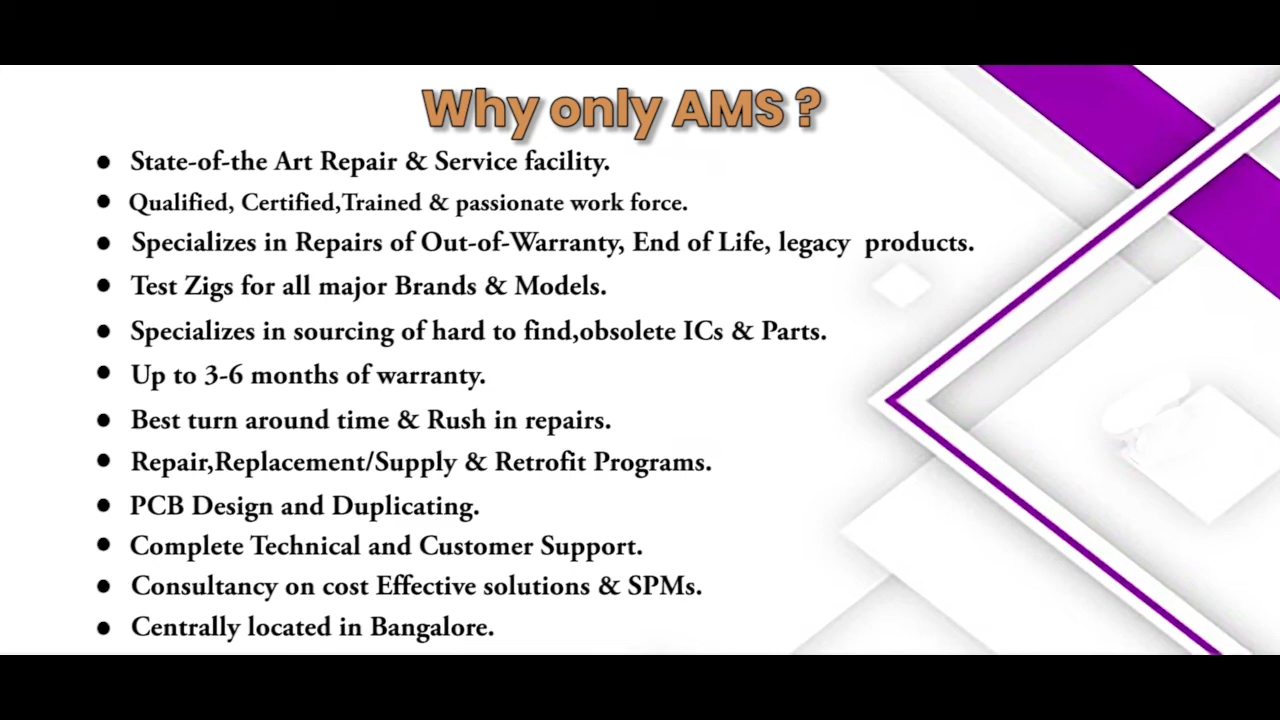 Why only AMS ?
● State-of-the Art Repair & Service facility.
● Qualified, Certified,Trained & passionate work force.
● Specializes in Repairs of Out-of-Warranty, End of Life, legacy  products.
● Test Zigs for all major Brands & Models.
● Specializes in sourcing of hard to find,obsolete ICs & Parts.
● Up to 3-6 months of warranty.
● Best turn around time & Rush in repairs.
● Repair,Replacement/Supply & Retrofit Programs.
● PCB Design and Duplicating.
● Complete Technical and Customer Support.
● Consultancy on cost Effective solutions & SPMs.
● Centrally located in Bangalore.